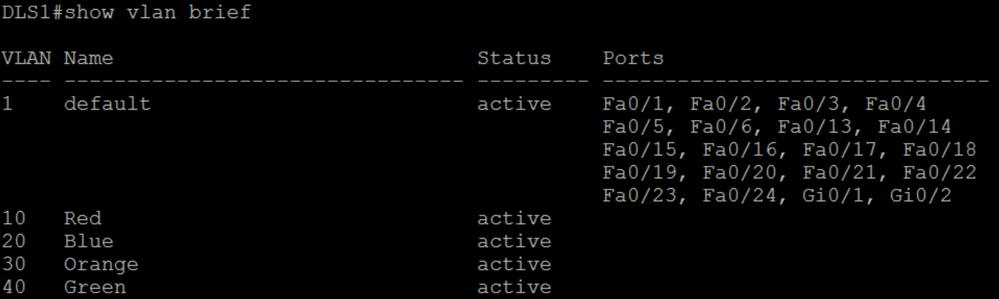 DLS1#show vlan brief
VLAN Name                             Status    Ports
---- -------------------------------- --------- -------------------------------
1    default                          active    Fa0/1, Fa0/2, Fa0/3, Fa0/4
                                                Fa0/5, Fa0/6, Fa0/13, Fa0/14
                                                Fa0/15, Fa0/16, Fa0/17, Fa0/18
                                                Fa0/19, Fa0/20, Fa0/21, Fa0/22
                                                Fa0/23, Fa0/24, Gi0/1, Gi0/2
10   Red                              active
20   Blue                             active
30   Orange                           active
40   Green                            active